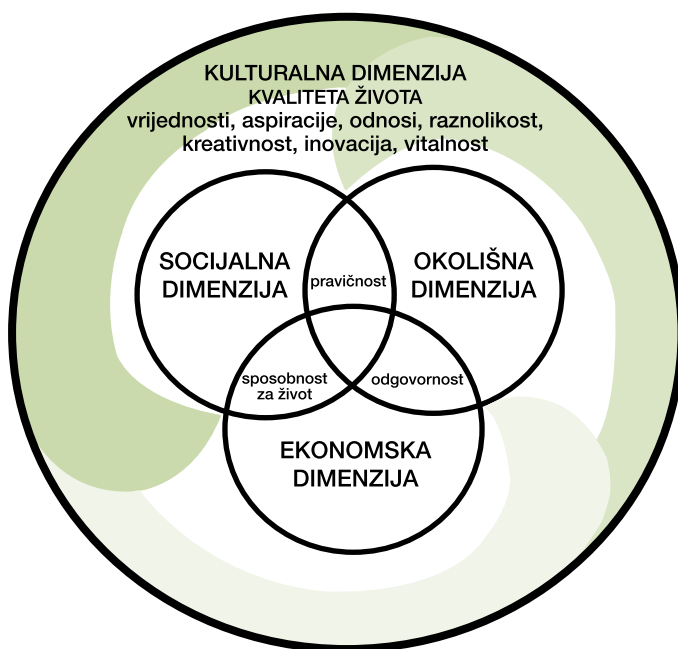 KULTURALNA DIMENZIJA
KVALITETA ŽIVOTA
vrijednosti, aspiracije, odnosi, raznolikost,
kreativnost, inovacija, vitalnost
SOCIJALNA
DIMENZIJA
pravičnost
OKOLIŠNA
DIMENZIJA
sposobnost
za život
odgovornost
EKONOMSKA
DIMENZIJA